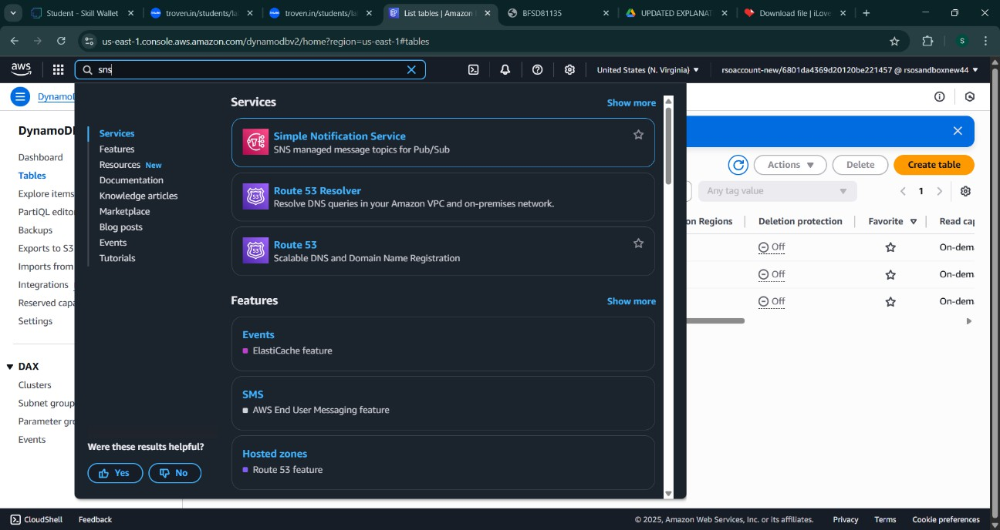 Student - Skill Wallet
troven.in/students/la
troven.in/students/la
List tables | Amazon
BFSD81135
UPDATED EXPLANAT
Download file | iLove
us-east-1.console.aws.amazon.com/dynamodbv2/home?region=us-east-1#tables
S
aws
sns
United States (N. Virginia)
rsoaccount-new/6801da4369d20120be221457 @ rsosandboxnew44
DynamoD
DynamoDB
Dashboard
Tables
Explore items
PartiQL editor
Backups
Exports to S3
Imports from
Integrations
Reserved capa
Settings
DAX
Clusters
Subnet group
Parameter gro
Events
Services
Features
Resources New
Documentation
Knowledge articles
Marketplace
Blog posts
Events
Tutorials
Were these results helpful?
Yes
No
Services
Show more
Simple Notification Service
SNS managed message topics for Pub/Sub
53
Route 53 Resolver
Resolve DNS queries in your Amazon VPC and on-premises network.
53
Route 53
Scalable DNS and Domain Name Registration
Features
Show more
Events
ElastiCache feature
SMS
AWS End User Messaging feature
Hosted zones
Route 53 feature
Actions
Delete
Create table
Any tag value
1
on Regions
Deletion protection
Favorite
Read cap
Off
On-dem
Off
On-dem
Off
On-dem
CloudShell
Feedback
© 2025, Amazon Web Services, Inc. or its affiliates.
Privacy
Terms
Cookie preferences